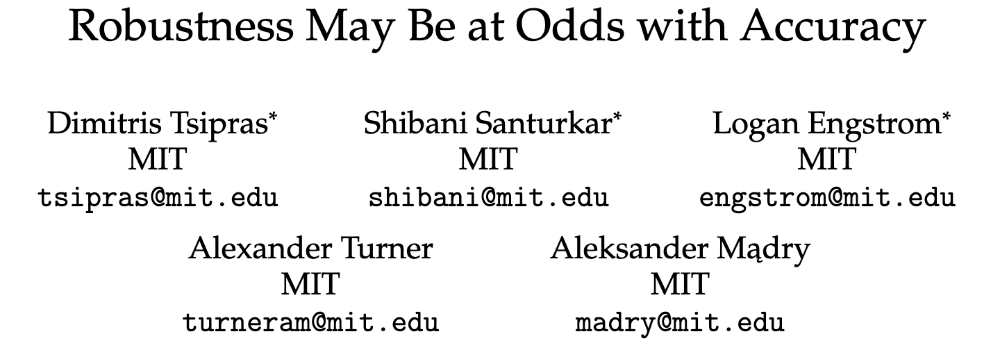 Robustness May Be at Odds with Accuracy
Dimitris Tsipras* Shibani Santurkar* Logan Engstrom*
MIT MIT MIT
tsipras@mit.edu shibani@mit.edu engstrom@mit.edu
Alexander Turner Aleksander Mądry
MIT MIT
turneram@mit.edu madry@mit.edu